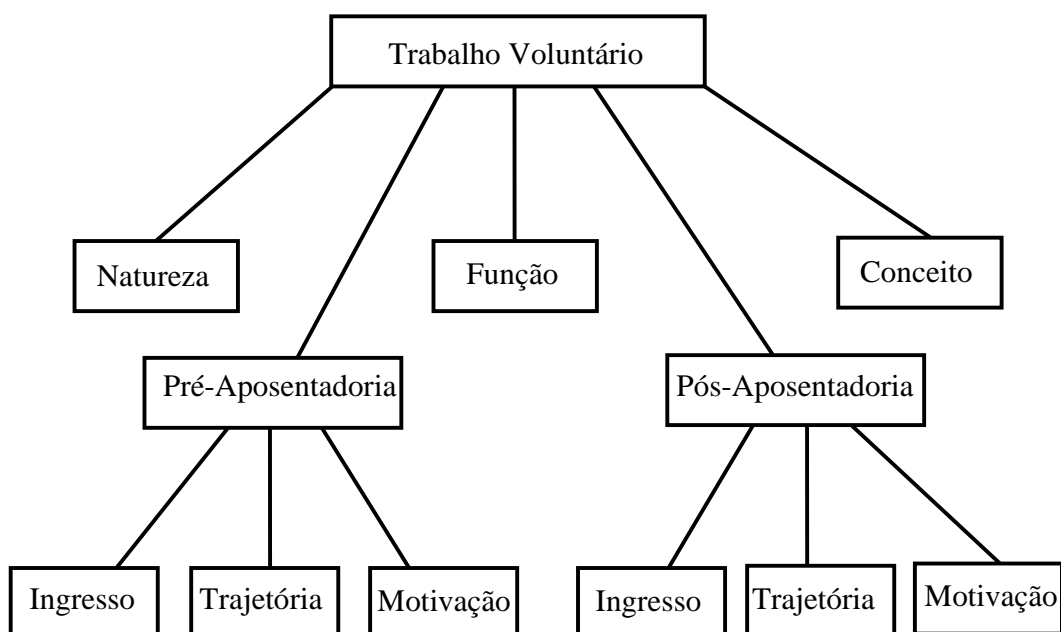 Trabalho Voluntário
Natureza
Função
Conceito
Pré-Aposentadoria
Pós-Aposentadoria
Ingresso
Trajetória
Motivação
Ingresso
Trajetória
Motivação